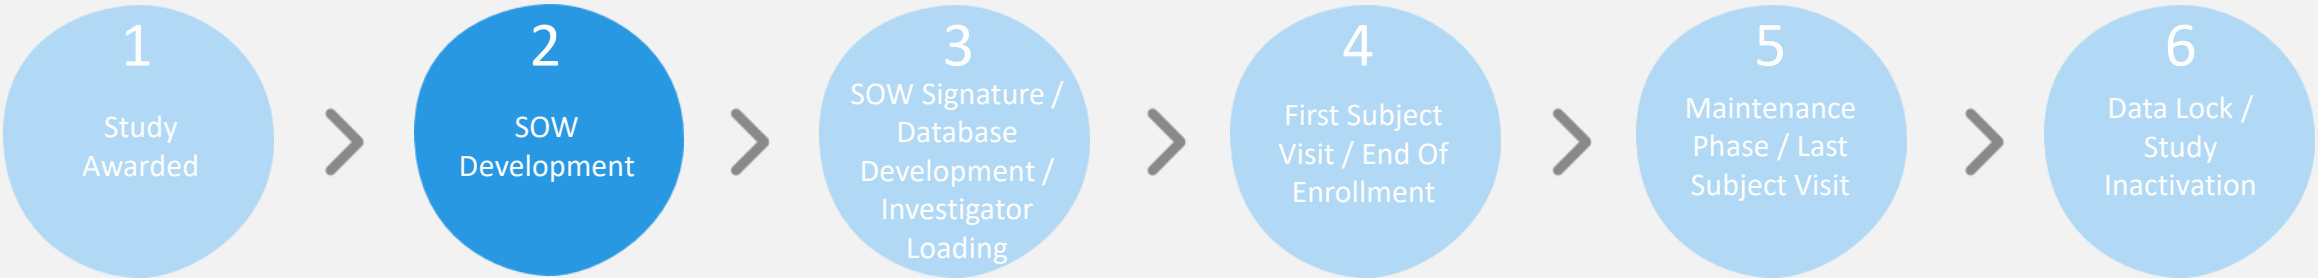 1
Study
Awarded
2
SOW
Development
3
SOW Signature /
Database
Development /
Investigator
Loading
4
First Subject
Visit / End Of
Enrollment
5
Maintenance
Phase / Last
Subject Visit
6
Data Lock /
Study
Inactivation